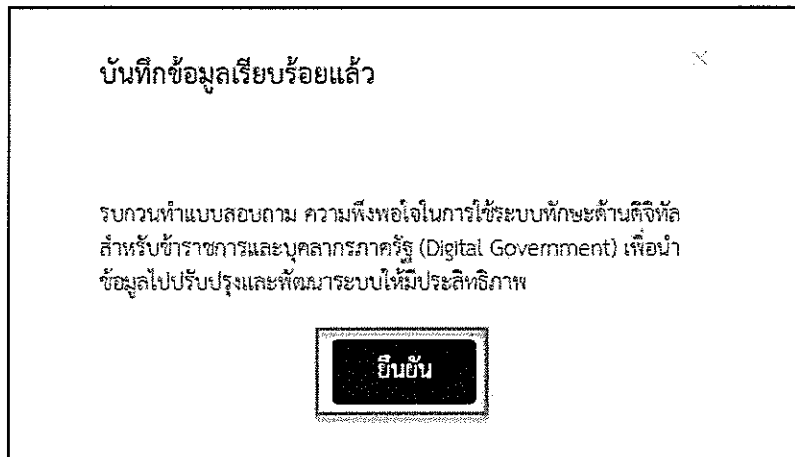 บันทึกข้อมูลเรียบร้อยแล้ว
รบกวนทำแบบสอบถาม ความพึงพอใจในการใช้ระบบทักษะด้านดิจิทัล
สำหรับข้าราชการและบุคลากรภาครัฐ (Digital Government) เพื่อนำ
ข้อมูลไปปรับปรุงและพัฒนาระบบให้มีประสิทธิภาพ
ยืนยัน